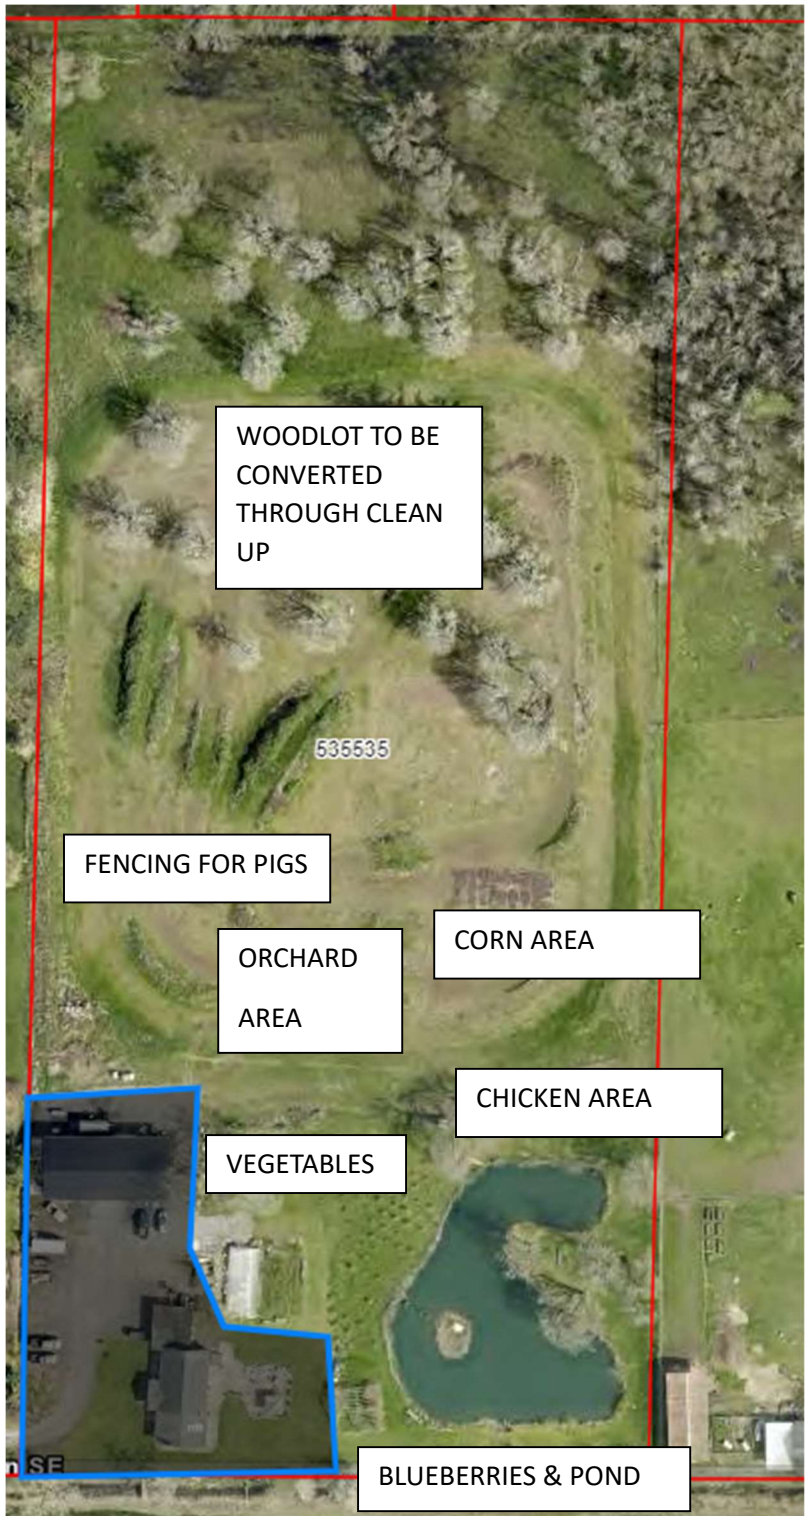 WOODLOT TO BE
CONVERTED
THROUGH CLEAN
UP
535535
FENCING FOR PIGS
CORN AREA
ORCHARD
AREA
CHICKEN AREA
VEGETABLES
SE
BLUEBERRIES & POND